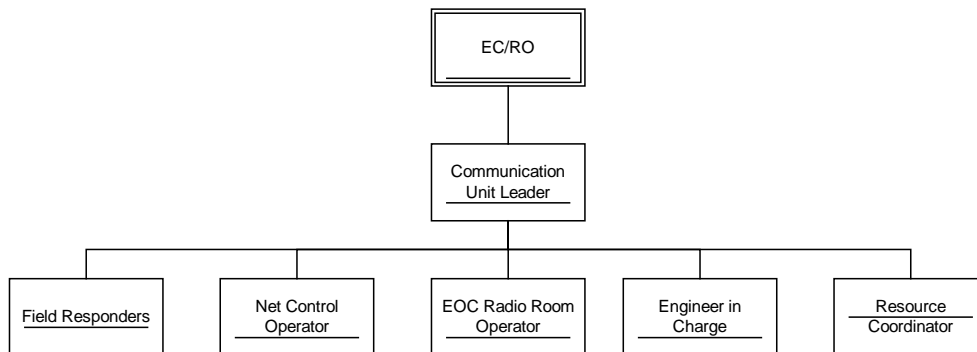 EC/RO
Communication
Unit Leader
Field Responders
Net Control
Operator
EOC Radio Room
Operator
Engineer in
Charge
Resource
Coordinator